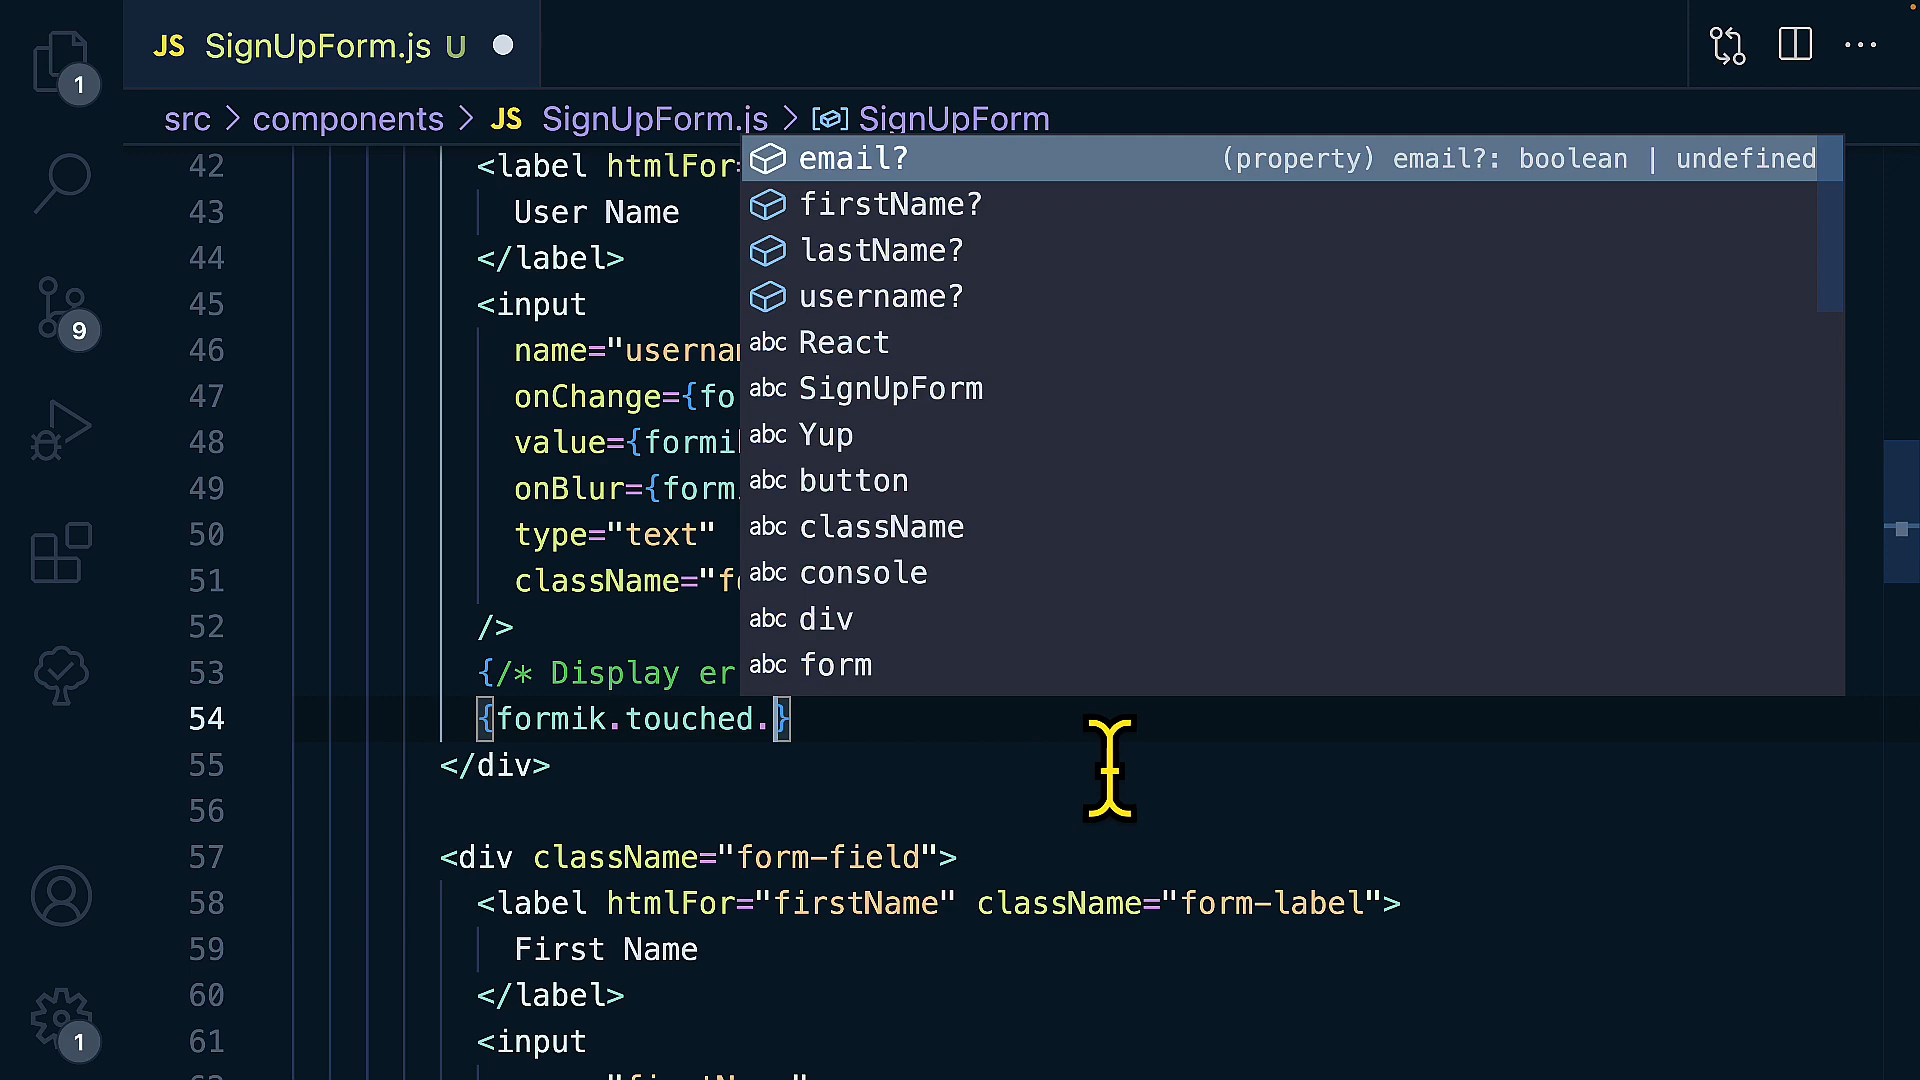 JS SignUpForm.js U
1
src > components > JS SignUpForm.js > SignUpForm
email? (property) email?: boolean | undefined
firstName?
lastName?
username?
abc React
abc SignUpForm
abc Yup
abc button
abc className
abc console
abc div
abc form
42 <label htmlFor=
43 User Name
44 </label>
45 <input
9
46 name="usernam
47 onChange={fo
48 value={formik
49 onBlur={form
50 type="text"
51 className="fo
52 />
53 {/* Display er
54 {formik.touched.}
55 </div>
56
57 <div className="form-field">
58 <label htmlFor="firstName" className="form-label">
59 First Name
60 </label>
61 <input
1